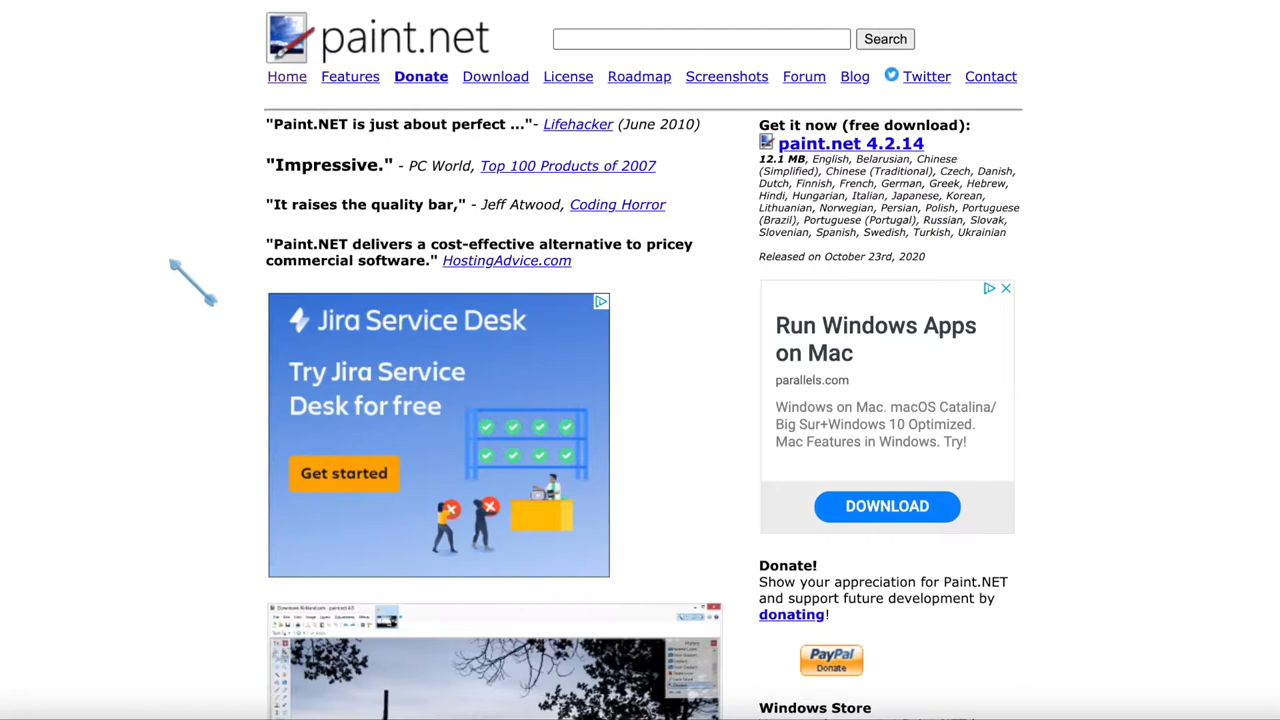 paint.net
Search
Home Features Donate Download License Roadmap Screenshots Forum Blog Twitter Contact
"Paint.NET is just about perfect ..."- Lifehacker (June 2010)
"Impressive." - PC World, Top 100 Products of 2007
"It raises the quality bar," - Jeff Atwood, Coding Horror
"Paint.NET delivers a cost-effective alternative to pricey
commercial software." HostingAdvice.com
Jira Service Desk
Try Jira Service
Desk for free
Get started
Get it now (free download):
paint.net 4.2.14
12.1 MB, English, Belarusian, Chinese
(Simplified), Chinese (Traditional), Czech, Danish,
Dutch, Finnish, French, German, Greek, Hebrew,
Hindi, Hungarian, Italian, Japanese, Korean,
Lithuanian, Norwegian, Persian, Polish, Portuguese
(Brazil), Portuguese (Portugal), Russian, Slovak,
Slovenian, Spanish, Swedish, Turkish, Ukrainian
Released on October 23rd, 2020
Run Windows Apps
on Mac
parallels.com
Windows on Mac. macOS Catalina/
Big Sur+Windows 10 Optimized.
Mac Features in Windows. Try!
DOWNLOAD
Donate!
Show your appreciation for Paint.NET
and support future development by
donating!
PayPal
Donate
Windows Store